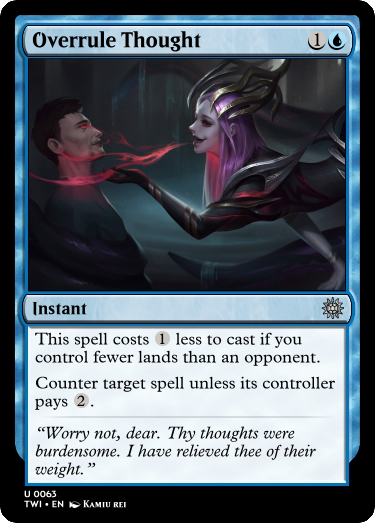 Overrule Thought 1
Instant
This spell costs 1 less to cast if you
control fewer lands than an opponent.
Counter target spell unless its controller
pays 2.
"Worry not, dear. Thy thoughts were
burdensome. I have relieved thee of their
weight."
U 0063
TWI • EN Kamiu rei